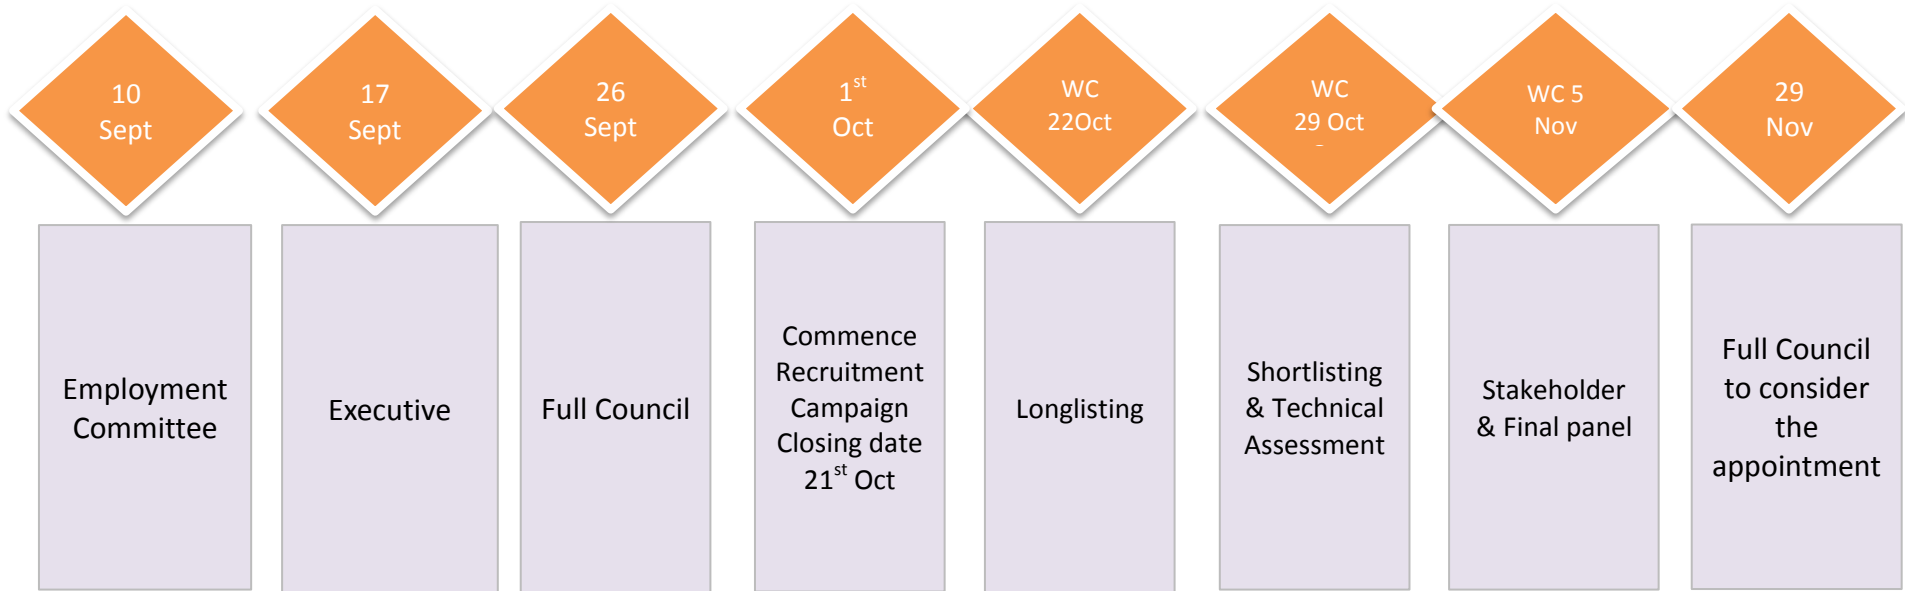 10
Sept
17
Sept
26
Sept
1st
Oct
WC
22Oct
WC
29 Oct
WC 5
Nov
29
Nov
Employment
Committee
Executive
Full Council
Commence
Recruitment
Campaign
Closing date
21st Oct
Longlisting
Shortlisting
& Technical
Assessment
Stakeholder
& Final panel
Full Council
to consider
the
appointment